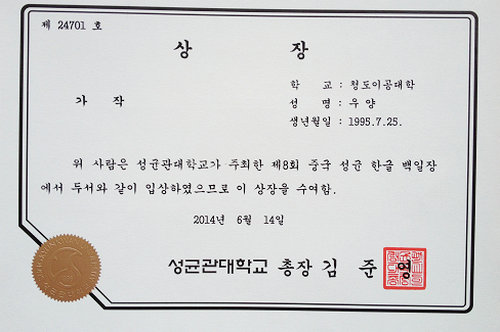 제 24701 호
상 장
학 교 : 청도이공대학
가 작
성 명 : 우 양
생년월일 : 1995.7.25.
위 사람은 성균관대학교가 주최한 제8회 중국 성균 한글 백일장
에서 두서와 같이 입상하였으므로 이 상장을 수여함.
2014년 6월 14일
성균관대학교 총장 김 준 영